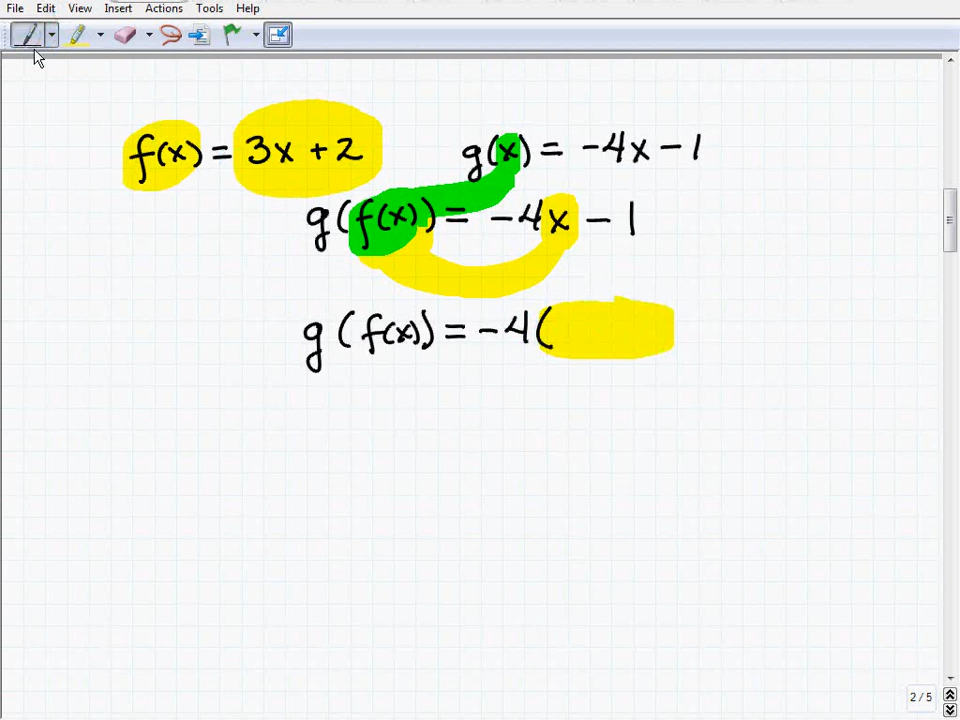 File Edit View Insert Actions Tools Help
f(x) = 3x + 2 g(x) = -4x - 1
g(f(x)) = -4x - 1
g(f(x)) = -4(
2 / 5